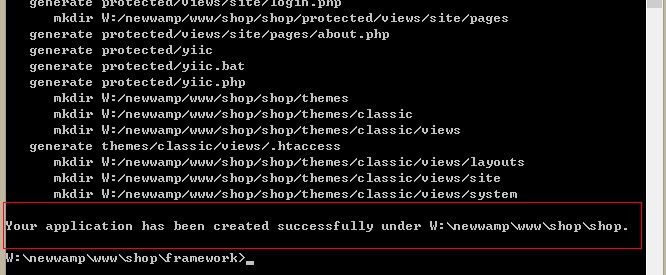 generate protected/views/site/login.php
mkdir W:/newwamp/www/shop/shop/protected/views/site/pages
generate protected/views/site/pages/about.php
generate protected/yiic
generate protected/yiic.bat
generate protected/yiic.php
mkdir W:/newwamp/www/shop/shop/themes
mkdir W:/newwamp/www/shop/shop/themes/classic
mkdir W:/newwamp/www/shop/shop/themes/classic/views
generate themes/classic/views/.htaccess
mkdir W:/newwamp/www/shop/shop/themes/classic/views/layouts
mkdir W:/newwamp/www/shop/shop/themes/classic/views/site
mkdir W:/newwamp/www/shop/shop/themes/classic/views/system
Your application has been created successfully under W:\newwamp\www\shop\shop.
W:\newwamp\www\shop\framework>_